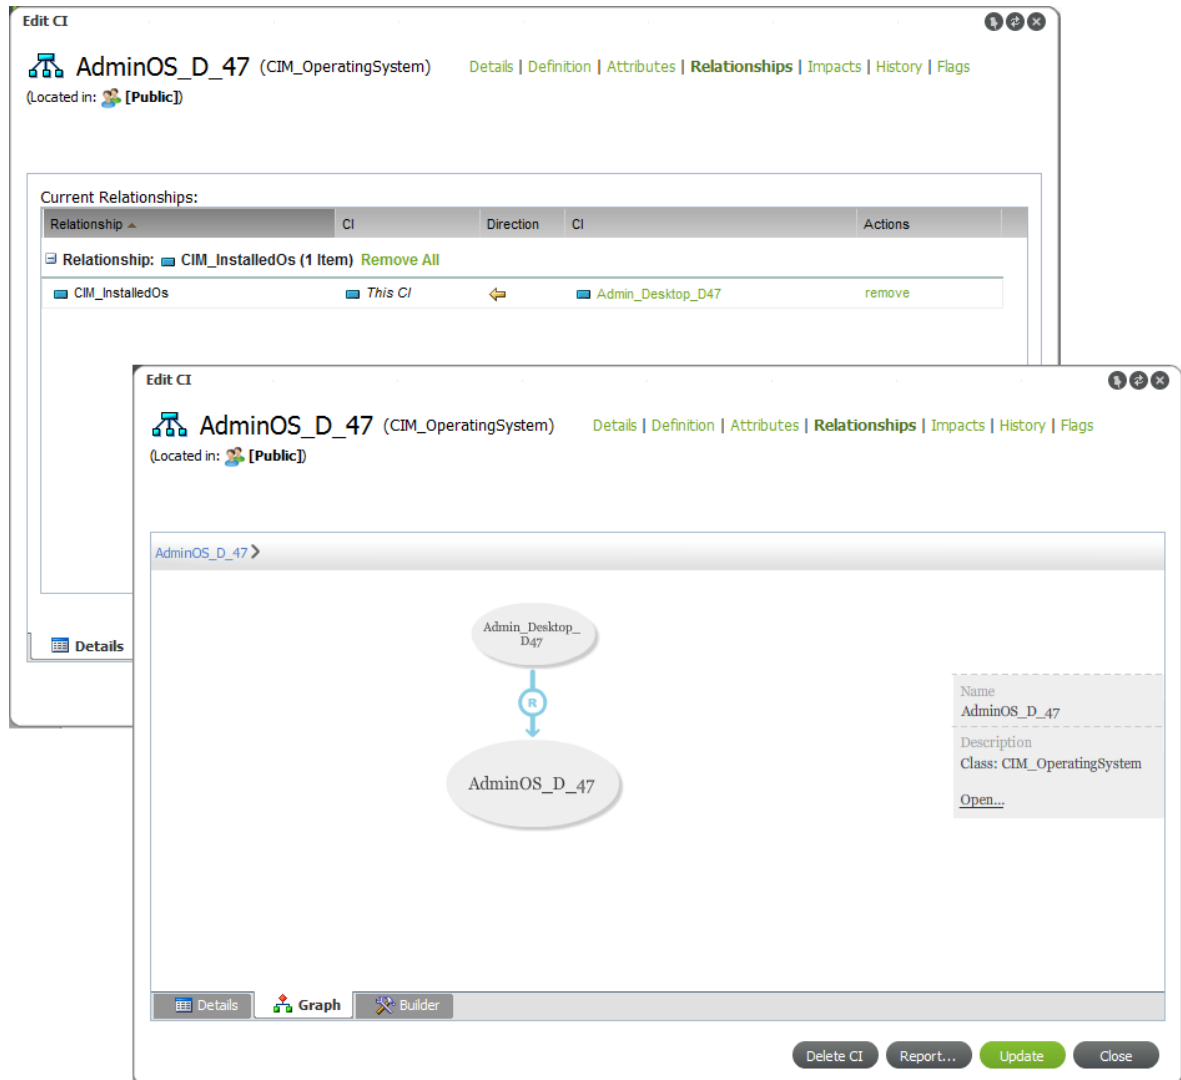 Edit CI
AdminOS_D_47 (CIM_OperatingSystem) Details | Definition | Attributes | Relationships | Impacts | History | Flags
(Located in: [Public])
Current Relationships:
Relationship CI Direction CI Actions
Relationship: CIM_InstalledOs (1 Item) Remove All
CIM_InstalledOs This CI Admin_Desktop_D47 remove
Details
Edit CI
AdminOS_D_47 (CIM_OperatingSystem) Details | Definition | Attributes | Relationships | Impacts | History | Flags
(Located in: [Public])
AdminOS_D_47
Admin_Desktop_
D47
R
AdminOS_D_47
Name
AdminOS_D_47
Description
Class: CIM_OperatingSystem
Open...
Details Graph Builder
Delete CI Report... Update Close